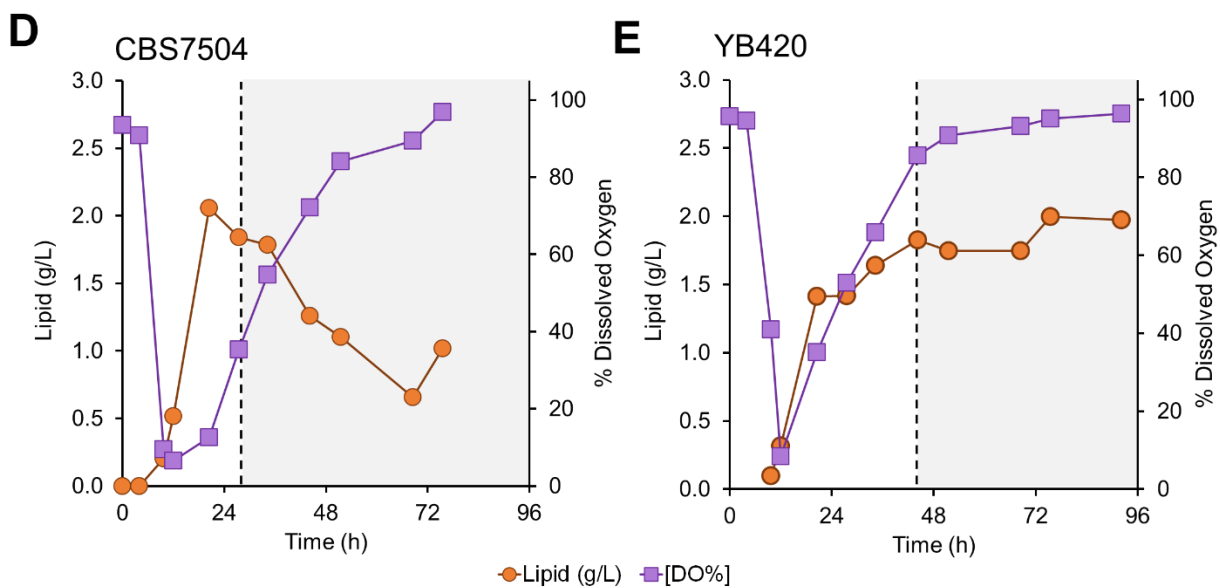 D
CBS7504
3.0
2.5
2.0
1.5
1.0
0.5
0.0
Lipid (g/L)
100
80
60
40
20
0
% Dissolved Oxygen
0 24 48 72 96
Time (h)
E
YB420
3.0
2.5
2.0
1.5
1.0
0.5
0.0
Lipid (g/L)
100
80
60
40
20
0
% Dissolved Oxygen
0 24 48 72 96
Time (h)
Lipid (g/L) [DO%]